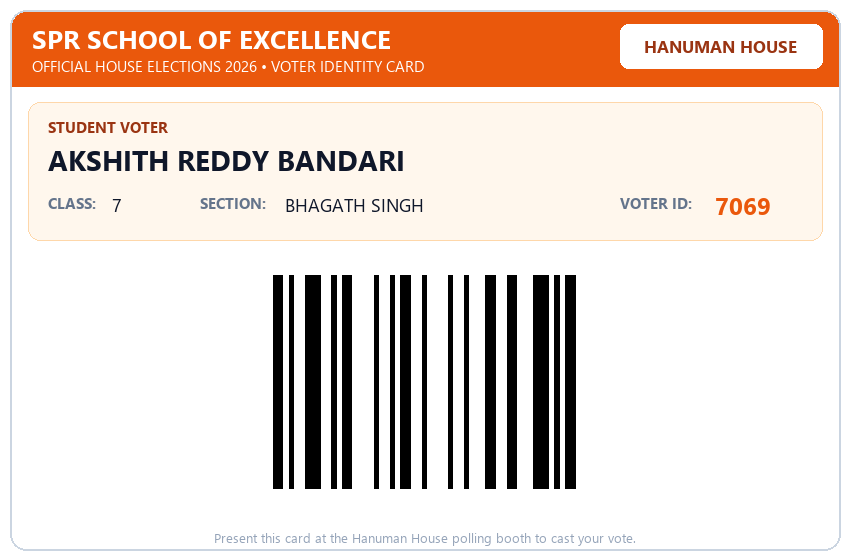 SPR SCHOOL OF EXCELLENCE
OFFICIAL HOUSE ELECTIONS 2026 • VOTER IDENTITY CARD
HANUMAN HOUSE
STUDENT VOTER
AKSHITH REDDY BANDARI
CLASS: 7 SECTION: BHAGATH SINGH VOTER ID: 7069
Present this card at the Hanuman House polling booth to cast your vote.